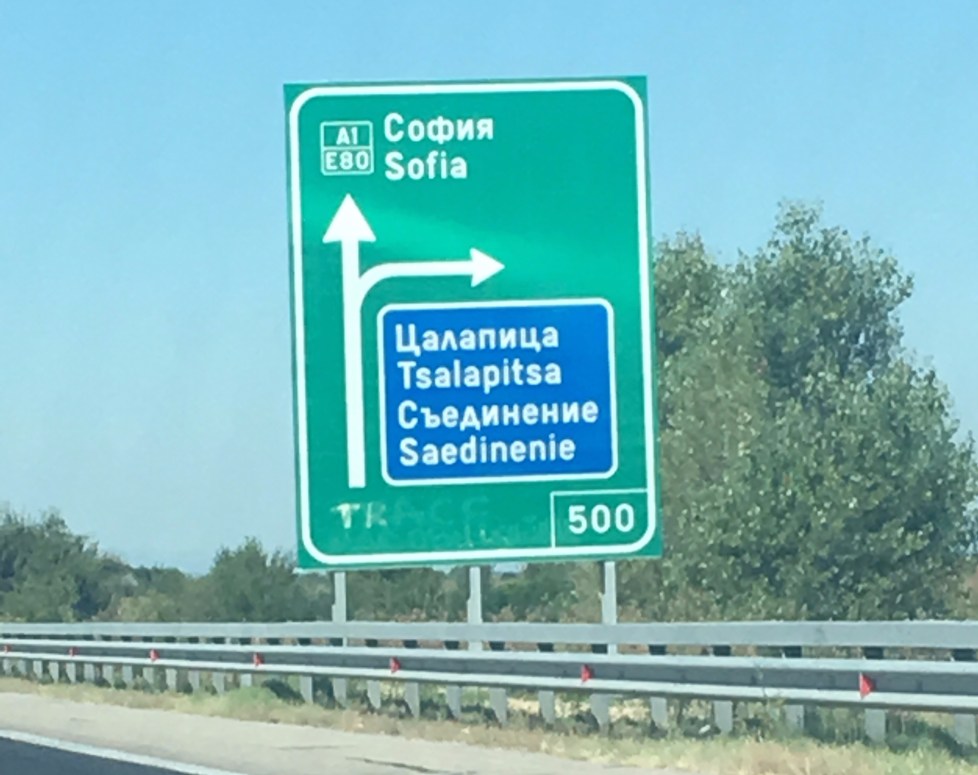 A1
E80
София
Sofia
Цалапица
Tsalapitsa
Съединение
Saedinenie
500